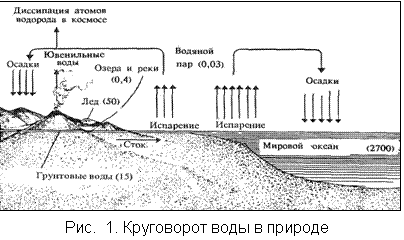 Диссипация атомов
водорода в космосе
Ювенильные
воды
Осадки
Озера и реки
(0,4)
Лед (50)
Водяной
пар (0,03)
Осадки
Испарение
Испарение
Сток.
Мировой океан (2700)
Грунтовые воды (15)
Рис. 1. Круговорот воды в природе